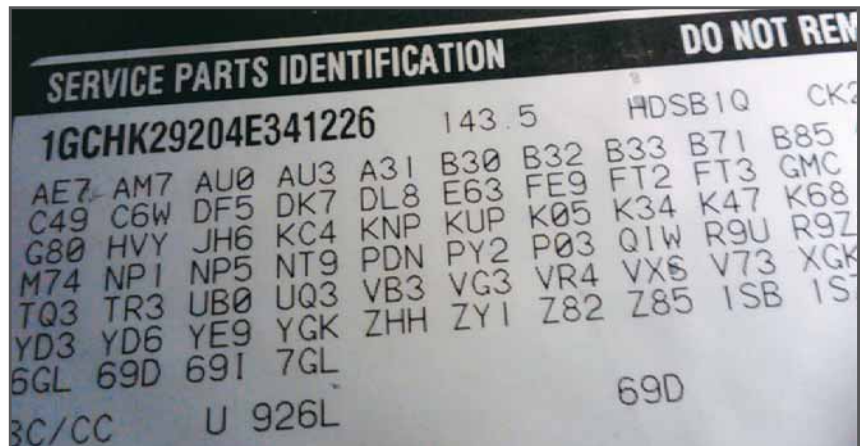 SERVICE PARTS IDENTIFICATION DO NOT REM
1GCHK29204E341226 143.5 HDSB1Q CK2
AE7 AM7 AU0 AU3 A31 B30 B32 B33 B71 B85
C49 C6W DF5 DK7 DL8 E63 FE9 FT2 FT3 GMC
G80 HVY JH6 KC4 KNP KUP K05 K34 K47 K68
M74 NP1 NP5 NT9 PDN PY2 P03 QIW R9U R9Z
TQ3 TR3 UB0 UQ3 VB3 VG3 VR4 VXS V73 XGK
YD3 YD6 YE9 YGK ZHH ZY1 Z82 Z85 1SB
6GL 69D 69I 7GL
3C/CC U 926L 69D